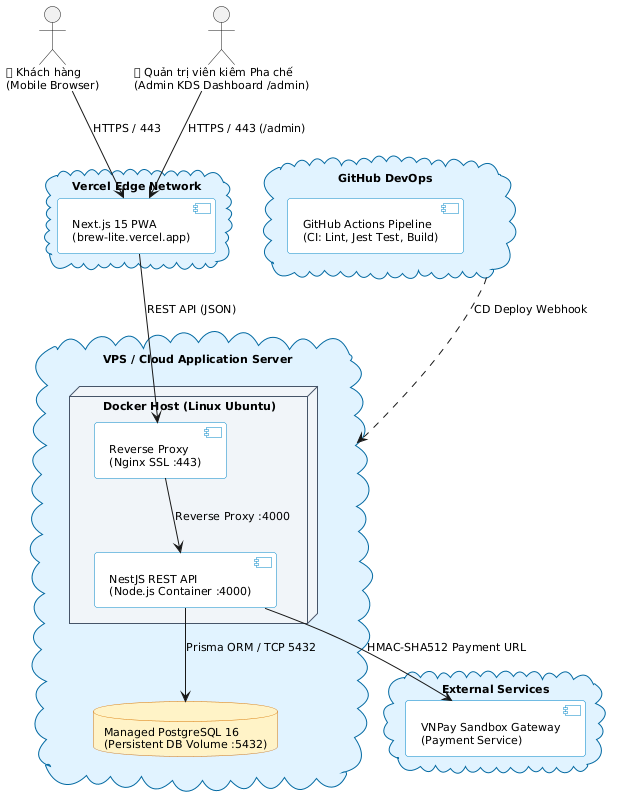 Khách hàng
(Mobile Browser)
Quản trị viên kiêm Pha chế
(Admin KDS Dashboard /admin)
HTTPS / 443
HTTPS / 443 (/admin)
Vercel Edge Network
Next.js 15 PWA
(brew-lite.vercel.app)
GitHub DevOps
GitHub Actions Pipeline
(CI: Lint, Jest Test, Build)
REST API (JSON)
CD Deploy Webhook
VPS / Cloud Application Server
Docker Host (Linux Ubuntu)
Reverse Proxy
(Nginx SSL :443)
Reverse Proxy :4000
NestJS REST API
(Node.js Container :4000)
Prisma ORM / TCP 5432
HMAC-SHA512 Payment URL
Managed PostgreSQL 16
(Persistent DB Volume :5432)
External Services
VNPay Sandbox Gateway
(Payment Service)